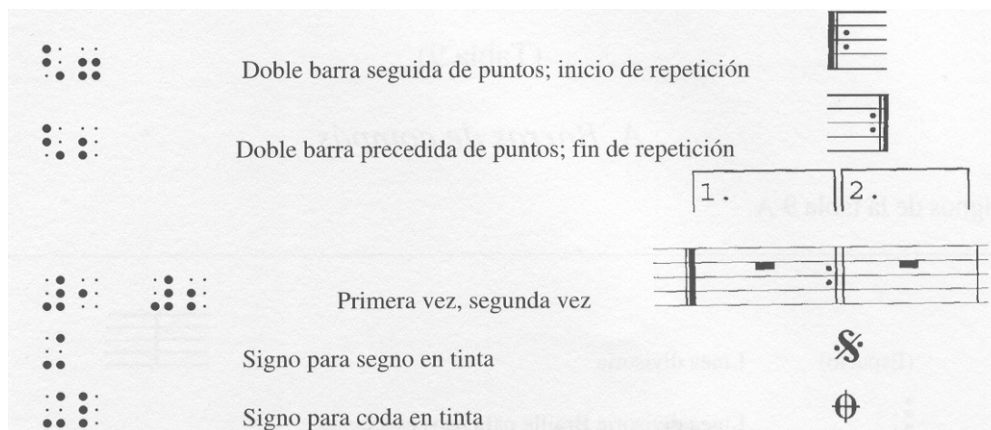 Doble barra seguida de puntos; inicio de repetición
Doble barra precedida de puntos; fin de repetición
1. 2.
Primera vez, segunda vez
Signo para segno en tinta
Signo para coda en tinta